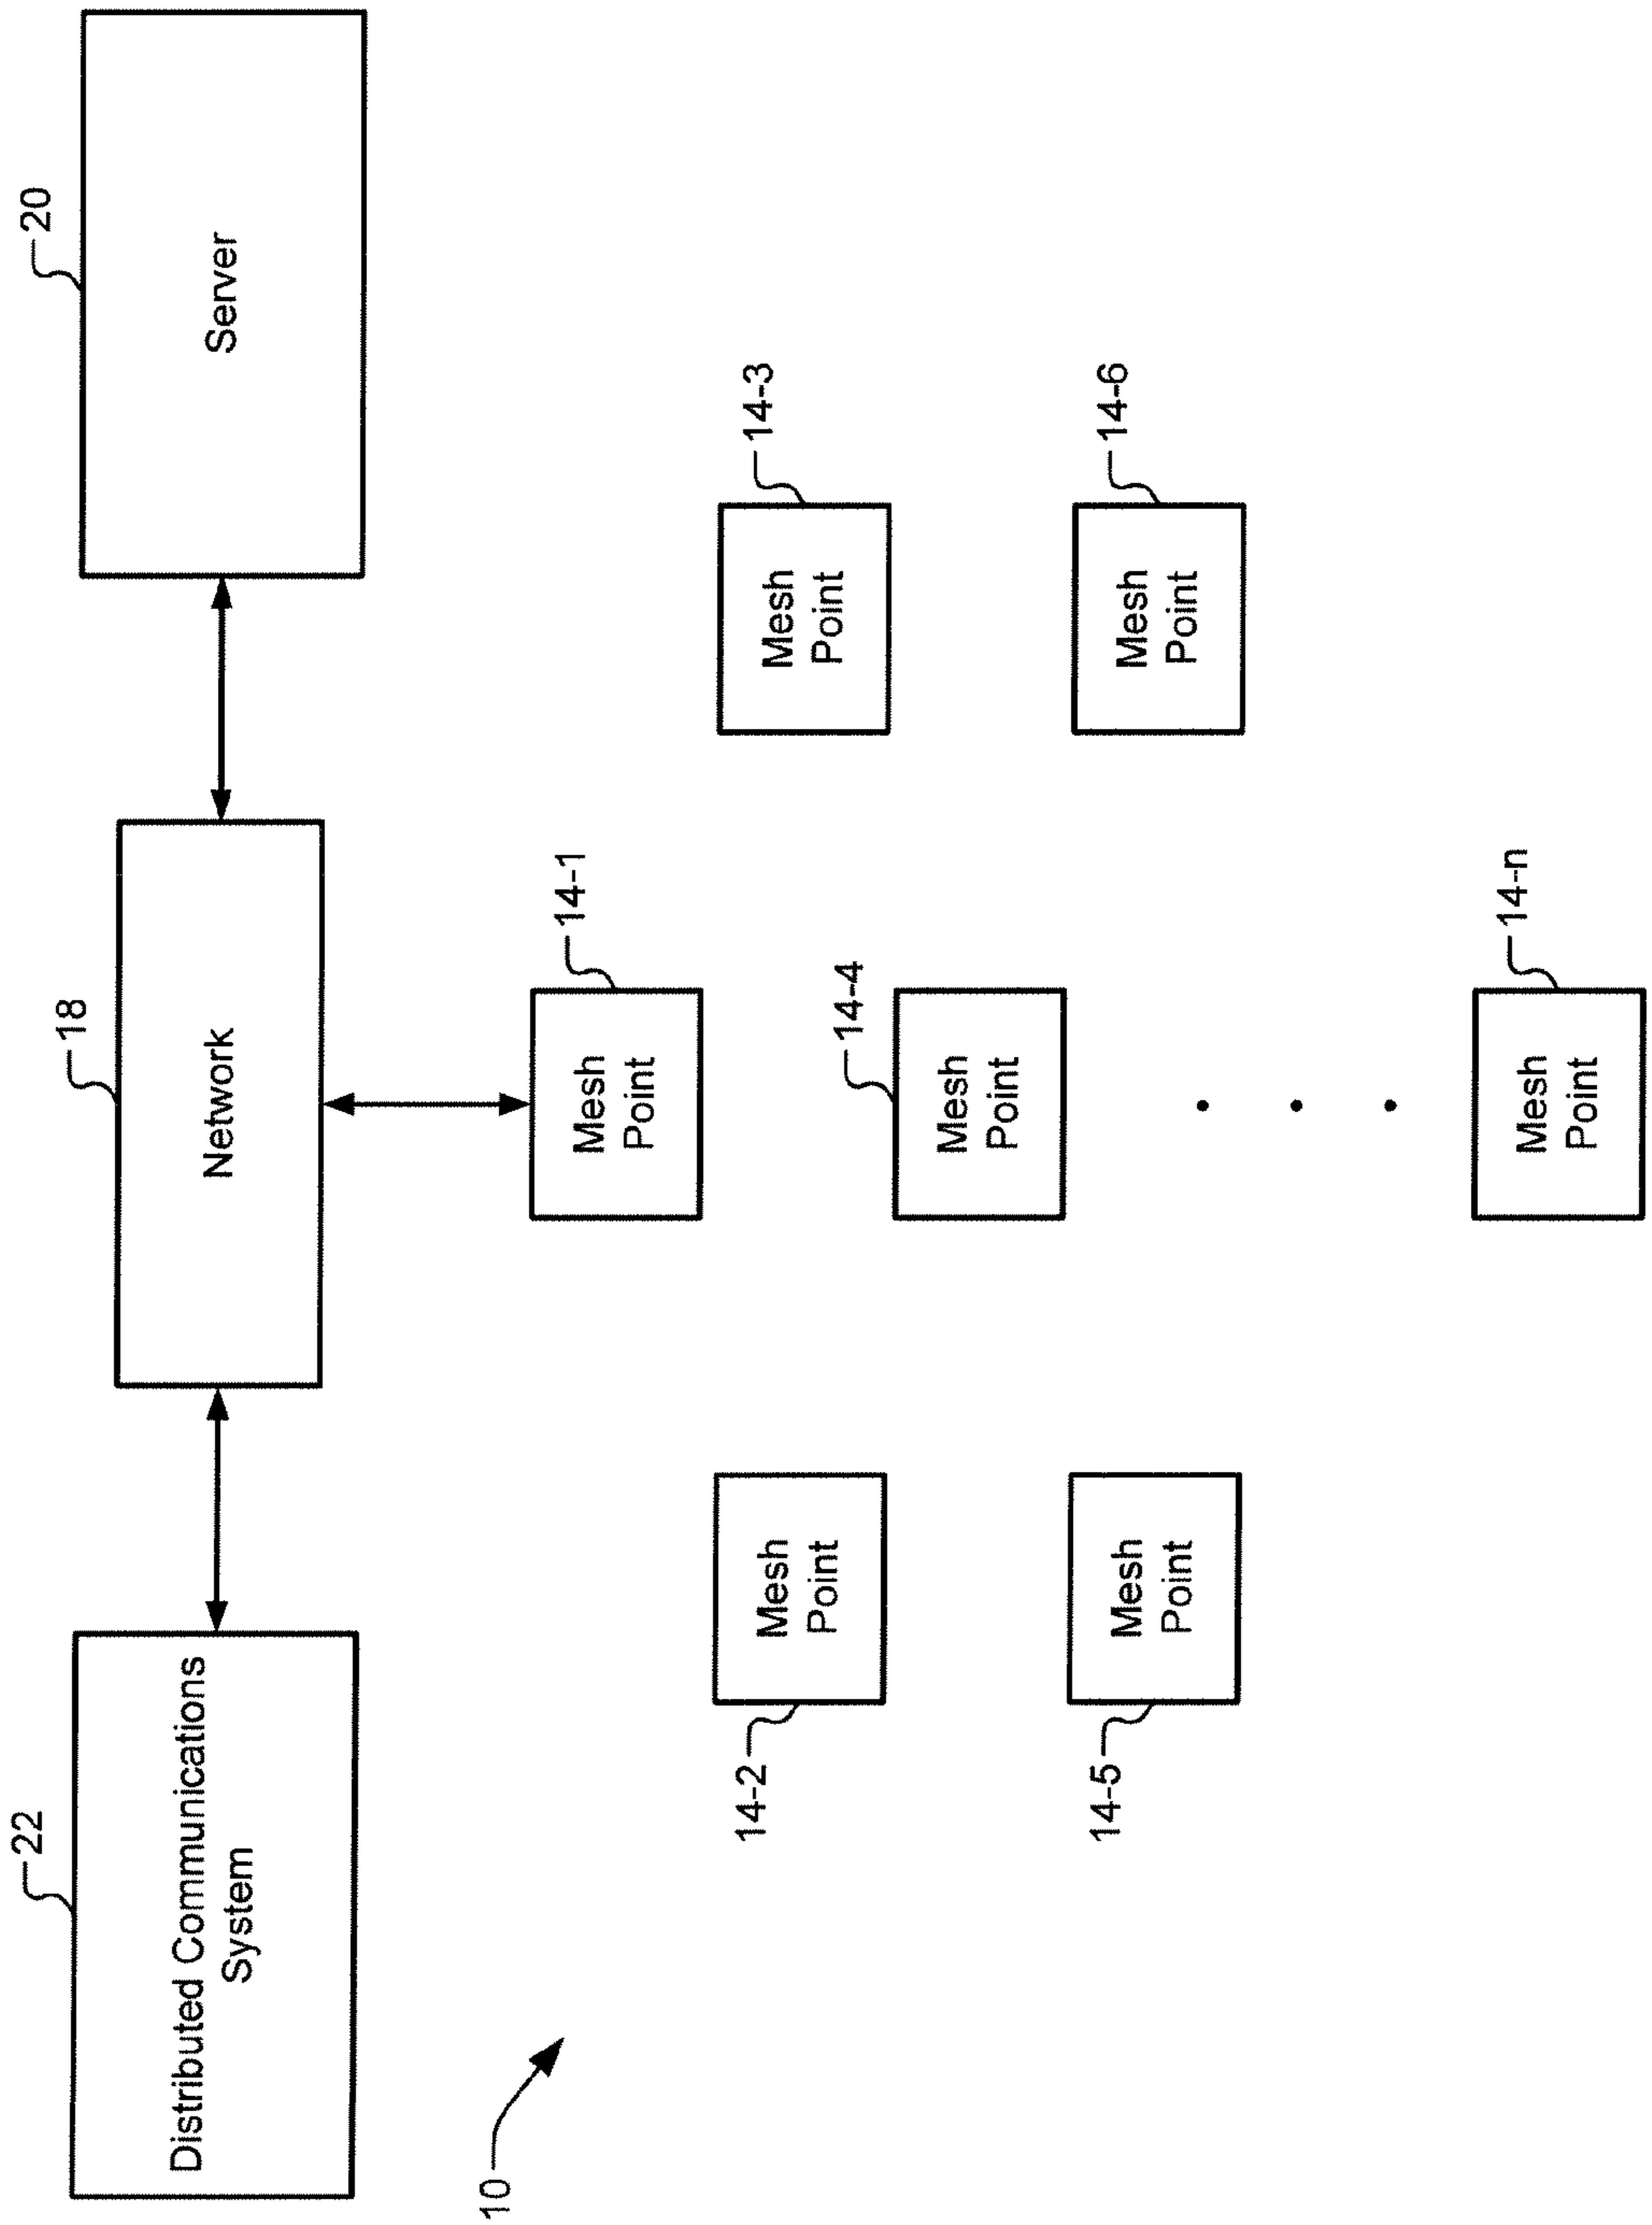 22
Distributed Communications
System
18
Network
20
Server
10
14-1
Mesh
Point
14-2
Mesh
Point
14-3
Mesh
Point
14-4
Mesh
Point
14-5
Mesh
Point
14-6
Mesh
Point
14-n
Mesh
Point